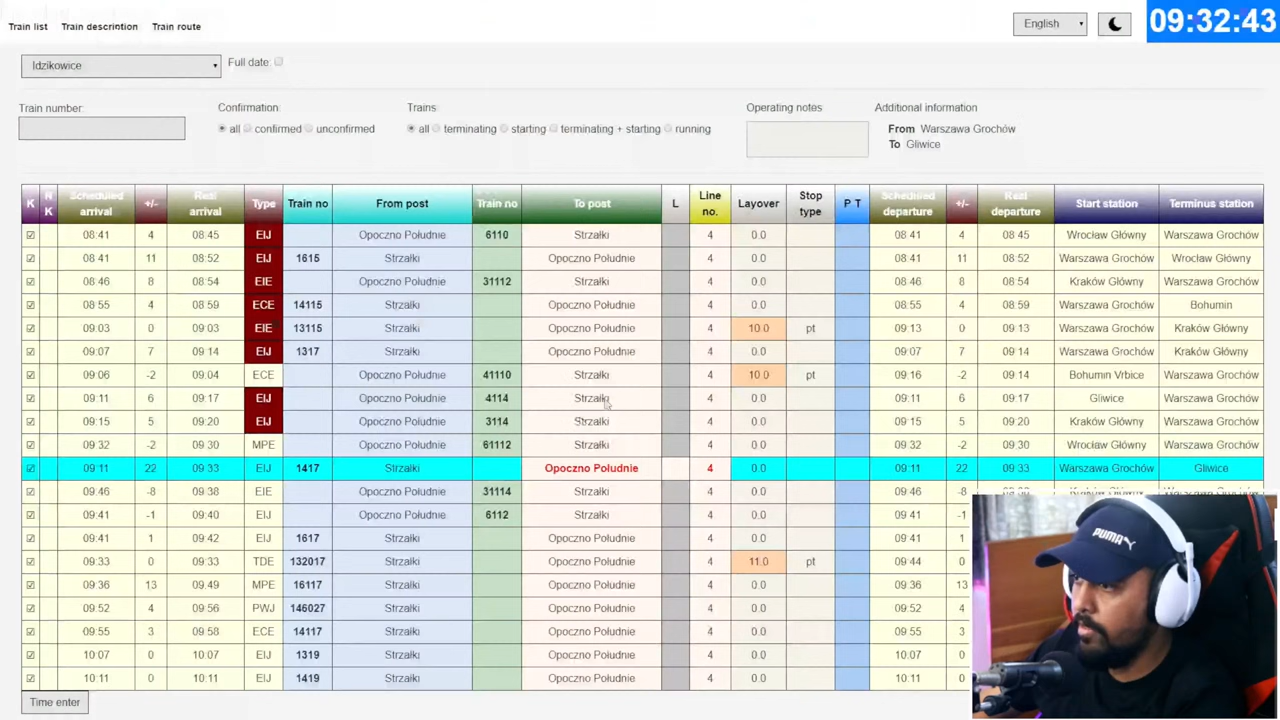 Train list Train description Train route English 09:32:43
Idzikowice Full date:
Train number: Confirmation: Trains: Operating notes Additional information
all confirmed unconfirmed all terminating starting terminating + starting running From Warszawa Grochów
To Gliwice
K R K Scheduled arrival +/- Real arrival Type Train no From post Train no To post L Line no. Layover Stop type P T Scheduled departure +/- Real departure Start station Terminus station
08:41 4 08:45 EIJ Opoczno Południe 6110 Strzałki 4 0.0 08:41 4 08:45 Wrocław Główny Warszawa Grochów
08:41 11 08:52 EIJ 1615 Strzałki Opoczno Południe 4 0.0 08:41 11 08:52 Warszawa Grochów Wrocław Główny
08:46 8 08:54 EIE Opoczno Południe 31112 Strzałki 4 0.0 08:46 8 08:54 Kraków Główny Warszawa Grochów
08:55 4 08:59 ECE 14115 Strzałki Opoczno Południe 4 0.0 08:55 4 08:59 Warszawa Grochów Bohumin
09:03 0 09:03 EIE 13115 Strzałki Opoczno Południe 4 10.0 pt 09:13 0 09:13 Warszawa Grochów Kraków Główny
09:07 7 09:14 EIJ 1317 Strzałki Opoczno Południe 4 0.0 09:07 7 09:14 Warszawa Grochów Kraków Główny
09:06 -2 09:04 ECE Opoczno Południe 41110 Strzałki 4 10.0 pt 09:16 -2 09:14 Bohumin Vrbice Warszawa Grochów
09:11 6 09:17 EIJ Opoczno Południe 4114 Strzałki 4 0.0 09:11 6 09:17 Gliwice Warszawa Grochów
09:15 5 09:20 EIJ Opoczno Południe 3114 Strzałki 4 0.0 09:15 5 09:20 Kraków Główny Warszawa Grochów
09:32 -2 09:30 MPE Opoczno Południe 61112 Strzałki 4 0.0 09:32 -2 09:30 Wrocław Główny Warszawa Grochów
09:11 22 09:33 EIJ 1417 Strzałki Opoczno Południe 4 0.0 09:11 22 09:33 Warszawa Grochów Gliwice
09:46 -8 09:38 EIE Opoczno Południe 31114 Strzałki 4 0.0 09:46 -8 Kraków Główny Warszawa Grochów
09:41 -1 09:40 EIJ Opoczno Południe 6112 Strzałki 4 0.0 09:41 -1
09:41 1 09:42 EIJ 1617 Strzałki Opoczno Południe 4 0.0 09:41 1
09:33 0 09:33 TDE 132017 Strzałki Opoczno Południe 4 11.0 pt 09:44 0
09:36 13 09:49 MPE 16117 Strzałki Opoczno Południe 4 0.0 09:36 13
09:52 4 09:56 PWJ 146027 Strzałki Opoczno Południe 4 0.0 09:52 4
09:55 3 09:58 ECE 14117 Strzałki Opoczno Południe 4 0.0 09:55 3
10:07 0 10:07 EIJ 1319 Strzałki Opoczno Południe 4 0.0 10:07 0
10:11 0 10:11 EIJ 1419 Strzałki Opoczno Południe 4 0.0 10:11 0
Time enter
PUMA